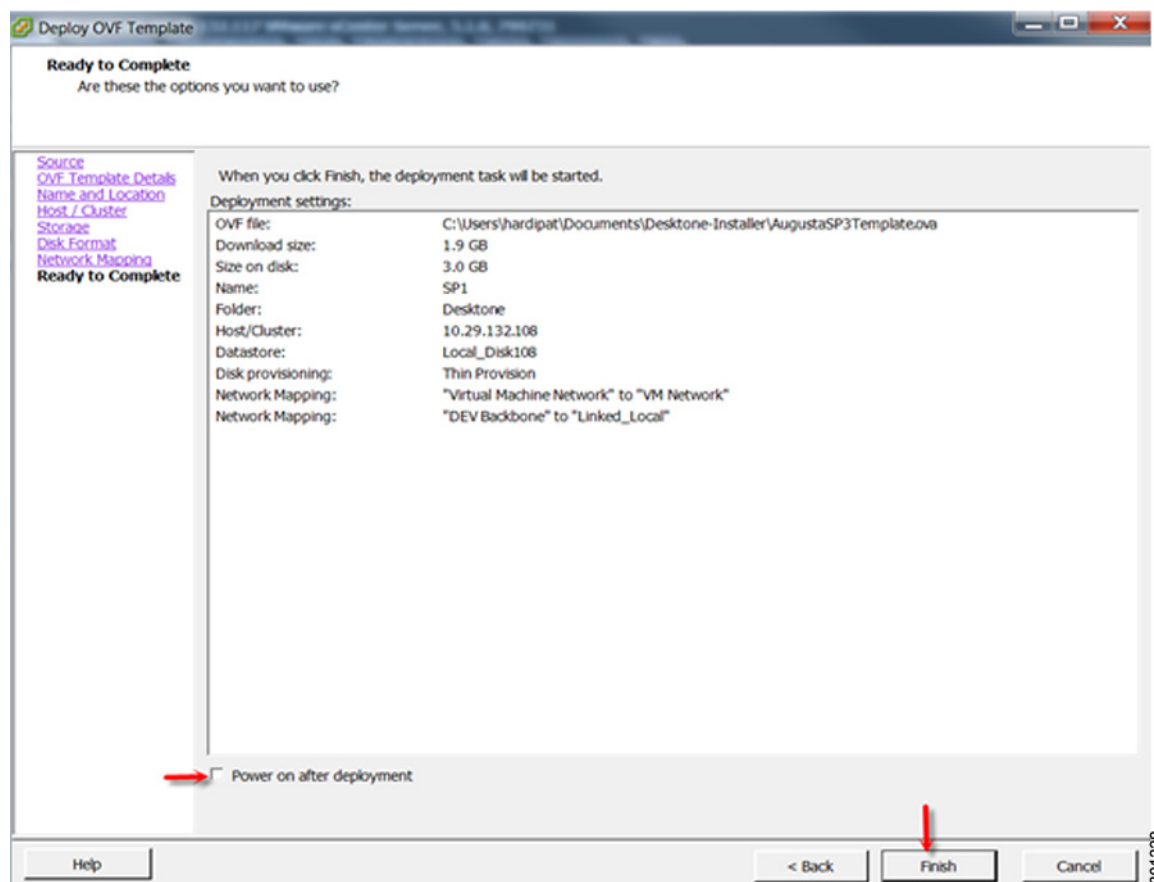 Deploy OVF Template
Ready to Complete
Are these the options you want to use?
Source
OVF Template Details
Name and Location
Host / Cluster
Storage
Disk Format
Network Mapping
Ready to Complete
When you click Finish, the deployment task will be started.
Deployment settings:
OVF file: C:\Users\hardipat\Documents\Desktone-Installer\AugustaSP3Template.ova
Download size: 1.9 GB
Size on disk: 3.0 GB
Name: SP1
Folder: Desktone
Host/Cluster: 10.29.132.108
Datastore: Local_Disk108
Disk provisioning: Thin Provision
Network Mapping: "Virtual Machine Network" to "VM Network"
Network Mapping: "DEV Backbone" to "Linked_Local"
Power on after deployment
Help
< Back
Finish
Cancel